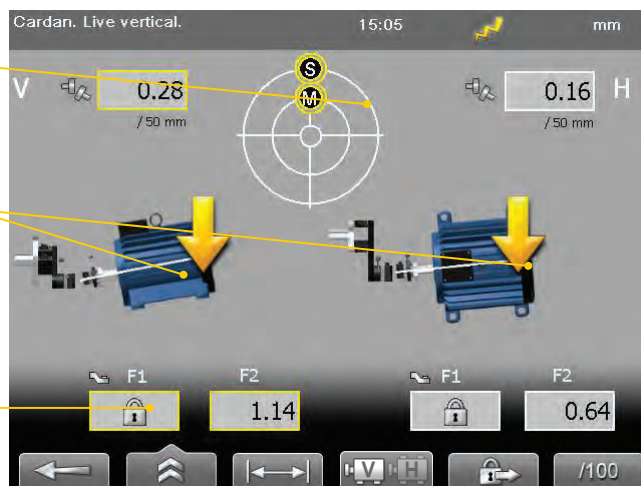 Cardan. Live vertical. 15:05 mm
S
V 0.28 M 0.16 H
/ 50 mm / 50 mm
F1 F2 F1 F2
1.14 0.64
V H /100